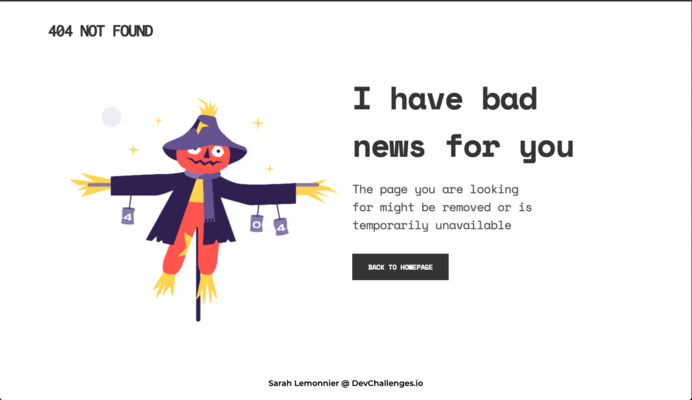 404 NOT FOUND
I have bad
news for you
The page you are looking
for might be removed or is
temporarily unavailable
BACK TO HOMEPAGE
4
0
4
Sarah Lemonnier @ DevChallenges.io